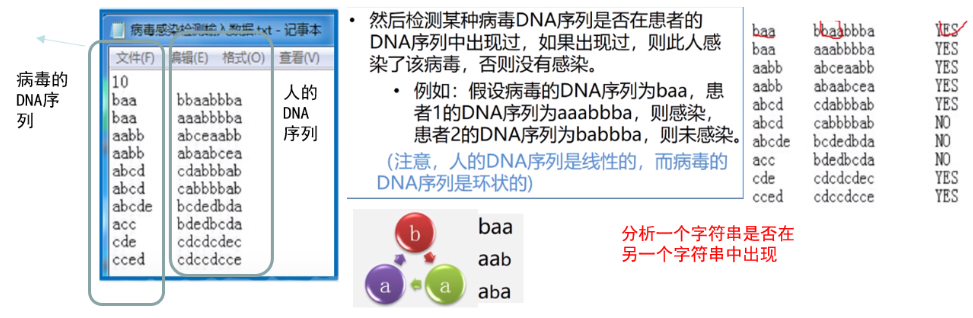 病毒的
DNA序
列
病毒感染检测输入数据.txt - 记事本
文件(F) 编辑(E) 格式(O) 查看(V)
10
baa bbaabbba
baa aaabbbba
aabb abceaabb
aabb abaabcea
abcd cdabbbab
abcd cabbbbab
abcde bcdedbda
acc bdedbcda
cde cdcdcdec
cced cdccdcce
人的
DNA
序列
• 然后检测某种病毒DNA序列是否在患者的
DNA序列中出现过，如果出现过，则此人感
染了该病毒，否则没有感染。
• 例如：假设病毒的DNA序列为baa，患
者1的DNA序列为aaabbba，则感染，
患者2的DNA序列为babbba，则未感染。
（注意，人的DNA序列是线性的，而病毒的
DNA序列是环状的)
b
a
a
baa
aab
aba
baa bbaabbba YES
baa aaabbbba YES
aabb abceaabb YES
aabb abaabcea YES
abcd cdabbbab YES
abcd cabbbbab NO
abcde bcdedbda NO
acc bdedbcda NO
cde cdcdcdec YES
cced cdccdcce YES
分析一个字符串是否在
另一个字符串中出现